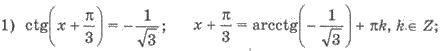 1) ctg(x + π/3) = −1/√3; x + π/3 = arcctg(−1/√3) + πk, k ∈ Z;